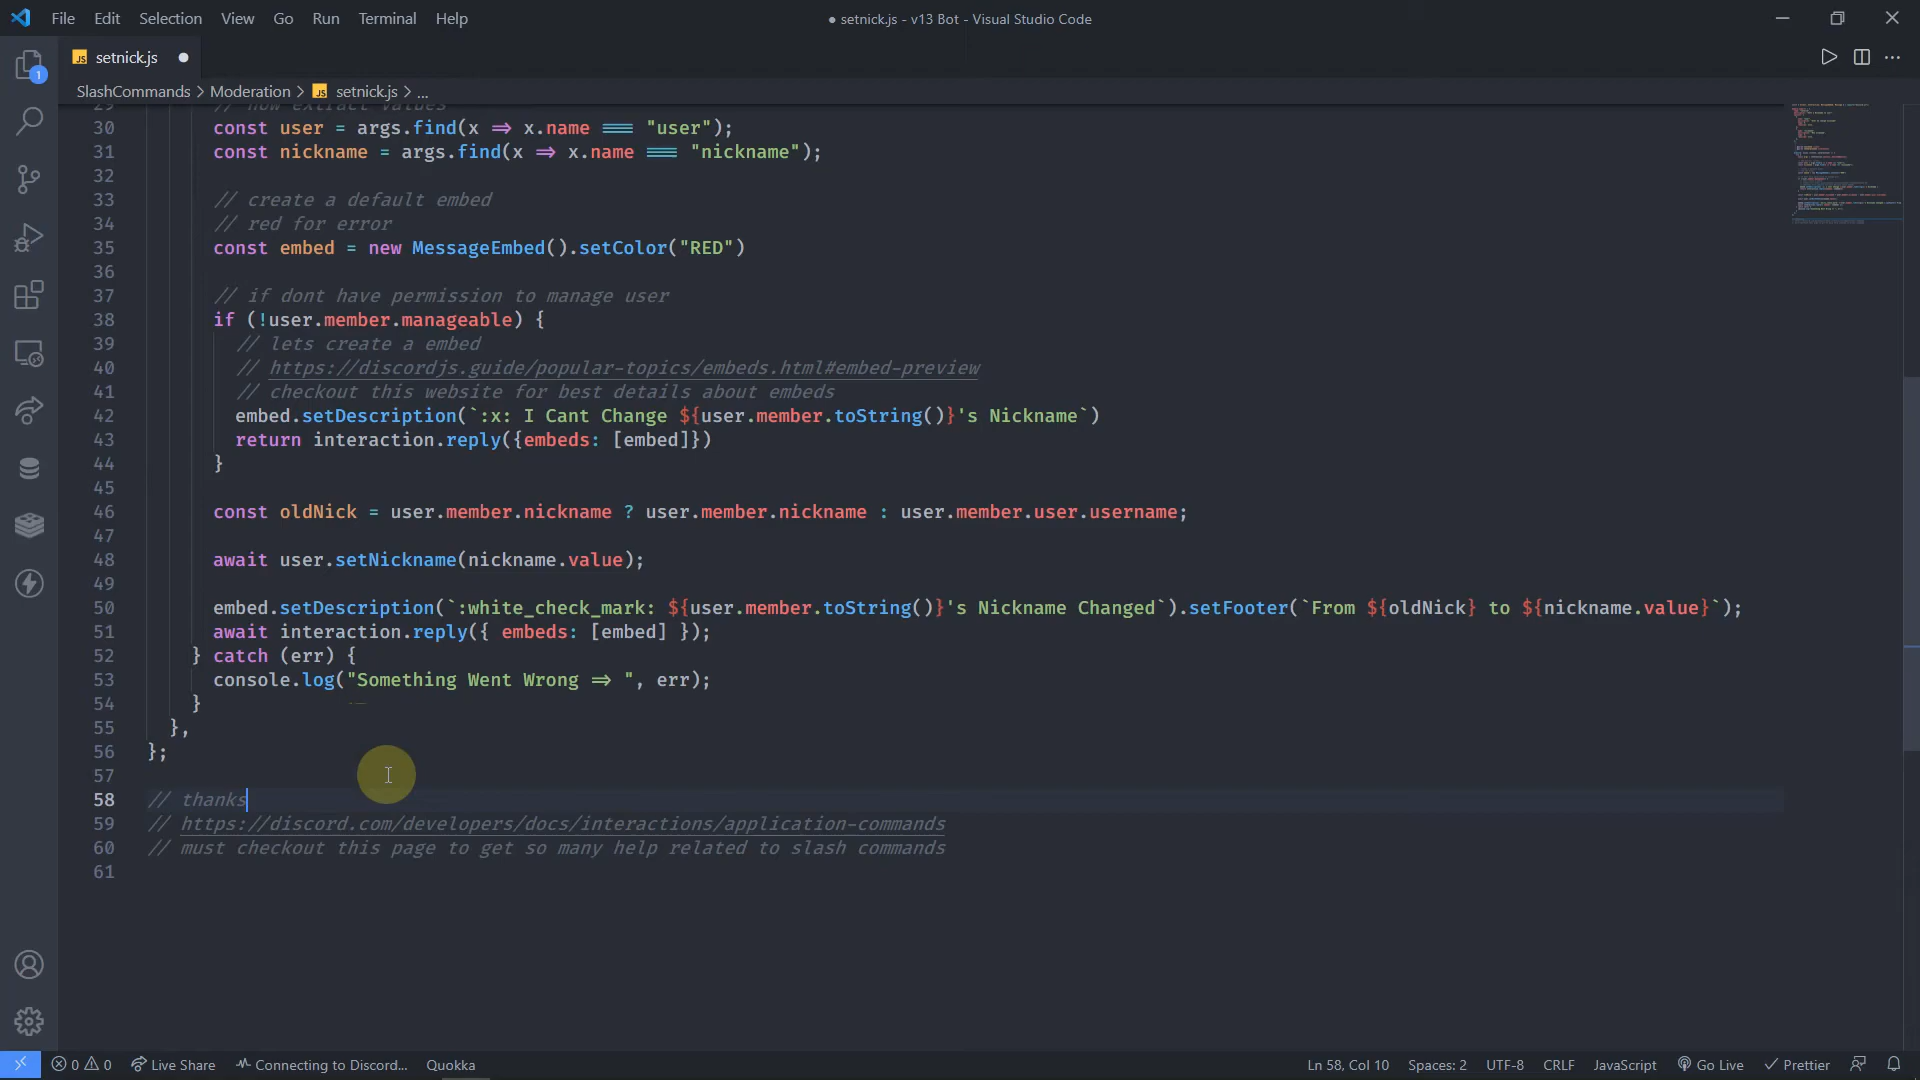 File Edit Selection View Go Run Terminal Help
● setnick.js - v13 Bot - Visual Studio Code
JS setnick.js ●
1
SlashCommands > Moderation > JS setnick.js > ...
29 // now extract values
30 const user = args.find(x => x.name === "user");
31 const nickname = args.find(x => x.name === "nickname");
32
33 // create a default embed
34 // red for error
35 const embed = new MessageEmbed().setColor("RED")
36
37 // if dont have permission to manage user
38 if (!user.member.manageable) {
39 // lets create a embed
40 // https://discordjs.guide/popular-topics/embeds.html#embed-preview
41 // checkout this website for best details about embeds
42 embed.setDescription(`:x: I Cant Change ${user.member.toString()}'s Nickname`)
43 return interaction.reply({embeds: [embed]})
44 }
45
46 const oldNick = user.member.nickname ? user.member.nickname : user.member.user.username;
47
48 await user.setNickname(nickname.value);
49
50 embed.setDescription(`:white_check_mark: ${user.member.toString()}'s Nickname Changed`).setFooter(`From ${oldNick} to ${nickname.value}`);
51 await interaction.reply({ embeds: [embed] });
52 } catch (err) {
53 console.log("Something Went Wrong => ", err);
54 }
55 },
56 };
57
58 // thanks
59 // https://discord.com/developers/docs/interactions/application-commands
60 // must checkout this page to get so many help related to slash commands
61
0 0 Live Share Connecting to Discord... Quokka Ln 58, Col 10 Spaces: 2 UTF-8 CRLF JavaScript Go Live Prettier